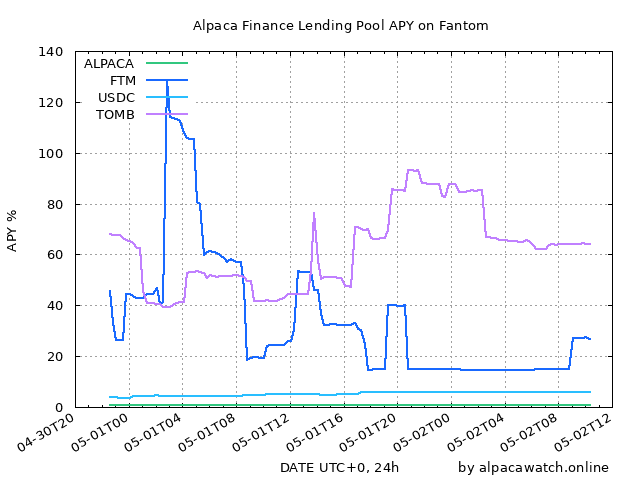 Alpaca Finance Lending Pool APY on Fantom
APY %
140
120
100
80
60
40
20
0
ALPACA
FTM
USDC
TOMB
04-30T20
05-01T00
05-01T04
05-01T08
05-01T12
05-01T16
05-01T20
05-02T00
05-02T04
05-02T08
05-02T12
DATE UTC+0, 24h
by alpacawatch.online